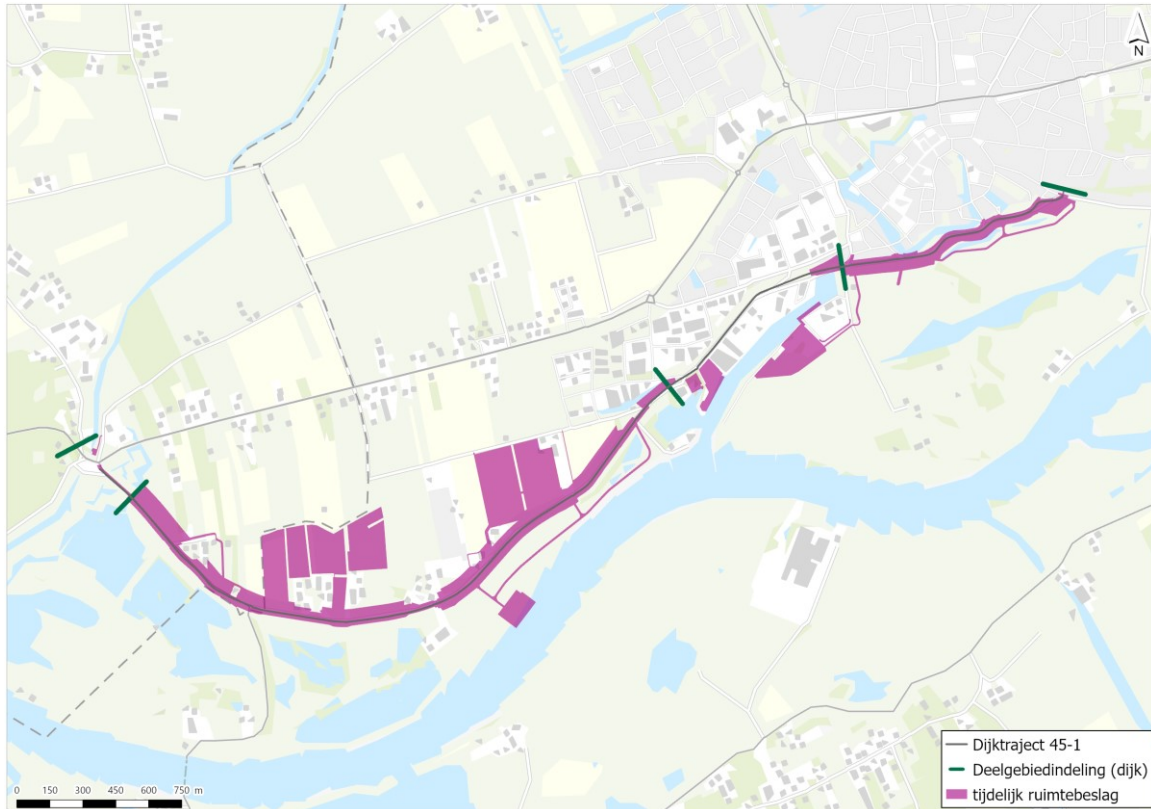 N
Dijktraject 45-1
Deelgebiedindeling (dijk)
tijdelijk ruimtebeslag
0 150 300 450 600 750 m